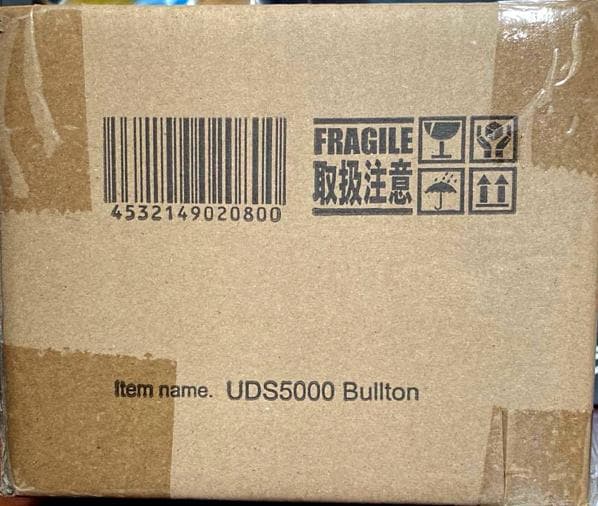 FRAGILE
取扱注意
4532149020800
Item name. UDS5000 Bullton